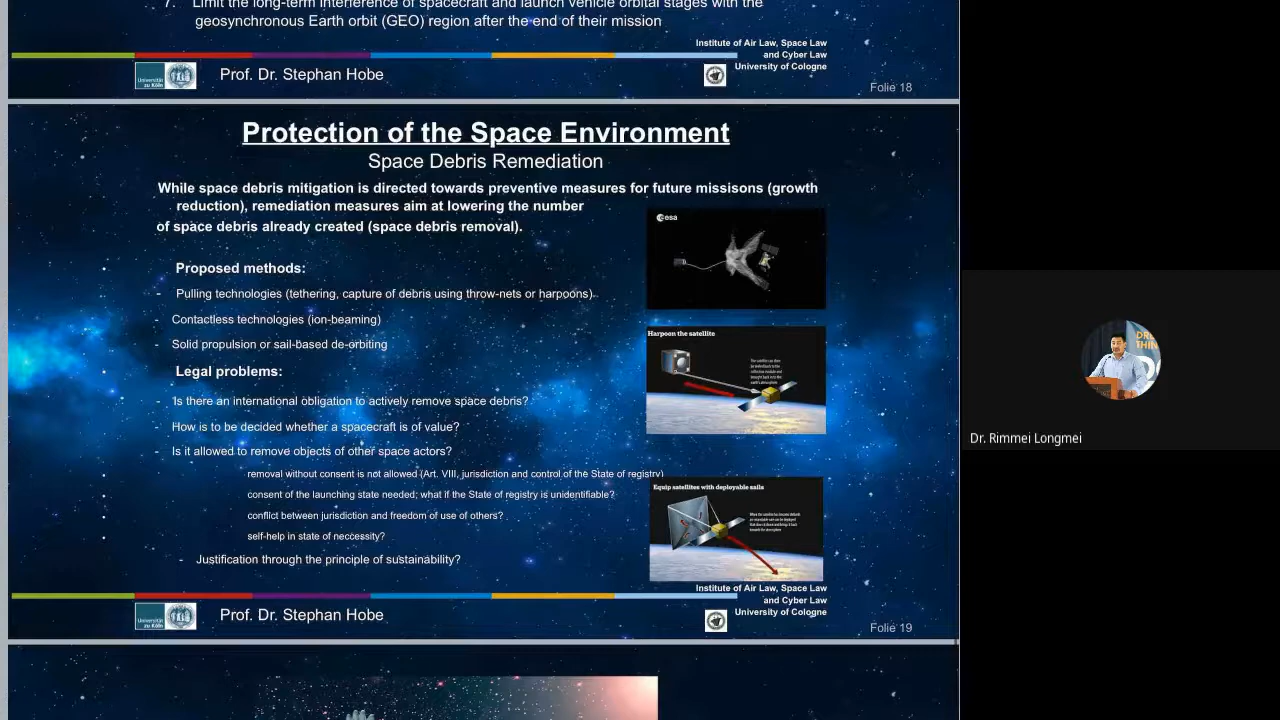 7. Limit the long-term interference of spacecraft and launch vehicle orbital stages with the
geosynchronous Earth orbit (GEO) region after the end of their mission
Institute of Air Law, Space Law
and Cyber Law
University of Cologne
Universität
zu Köln
Prof. Dr. Stephan Hobe
Folie 18
Protection of the Space Environment
Space Debris Remediation
While space debris mitigation is directed towards preventive measures for future missisons (growth
reduction), remediation measures aim at lowering the number
of space debris already created (space debris removal).
esa
• Proposed methods:
- Pulling technologies (tethering, capture of debris using throw-nets or harpoons)
- Contactless technologies (ion-beaming)
- Solid propulsion or sail-based de-orbiting
Harpoon the satellite
• Legal problems:
- Is there an international obligation to actively remove space debris?
- How is to be decided whether a spacecraft is of value?
- Is it allowed to remove objects of other space actors?
• removal without consent is not allowed (Art. VIII, jurisdiction and control of the State of registry)
• consent of the launching state needed; what if the State of registry is unidentifiable?
• conflict between jurisdiction and freedom of use of others?
• self-help in state of neccessity?
- Justification through the principle of sustainability?
Equip satellites with deployable sails
Institute of Air Law, Space Law
and Cyber Law
University of Cologne
Universität
zu Köln
Prof. Dr. Stephan Hobe
Folie 19
DRE
THIN
Dr. Rimmei Longmei